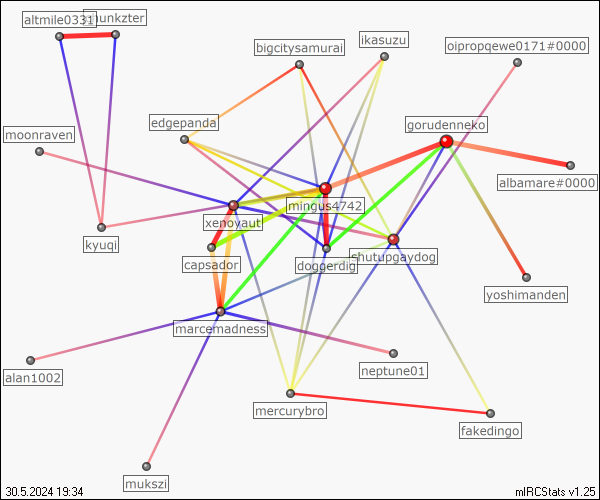 altmile0331
hunkzter
ikasuzu
bigcitysamurai
oipropqewe0171#0000
edgepanda
gorudenneko
moonraven
albamare#0000
mingus4742
xenovaut
kyuqi
capsador
doggerdig
shutupgaydog
yoshimanden
marcemadness
neptune01
alan1002
mercurybro
fakedingo
mukszi
30.5.2024 19:34
mIRCStats v1.25